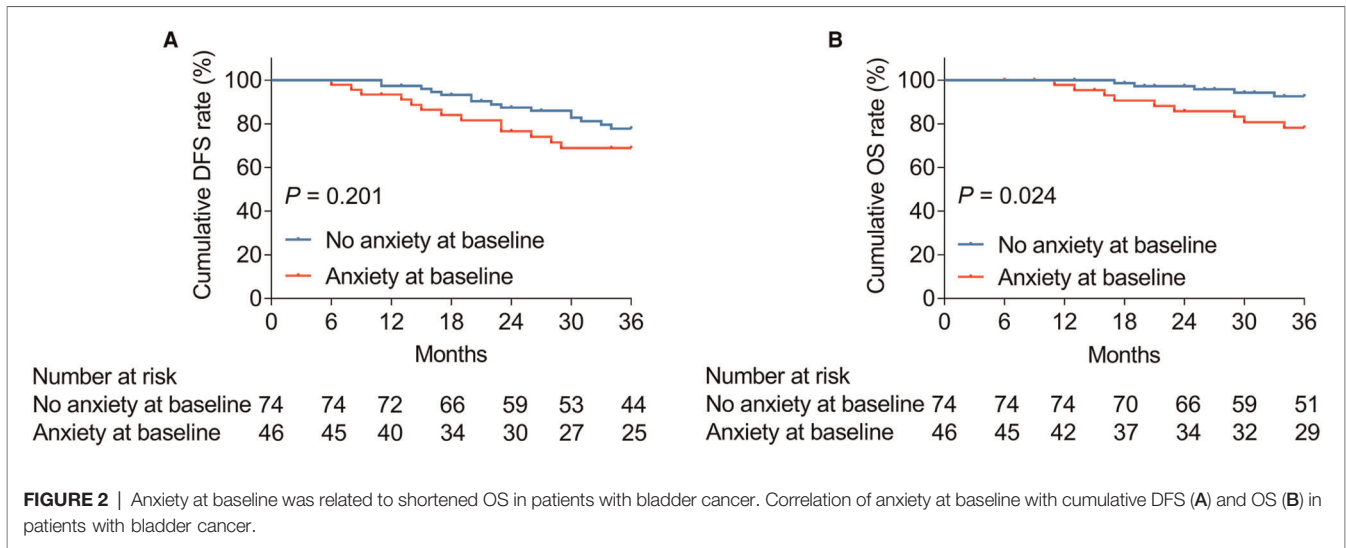 A
Cumulative DFS rate (%)
100
80
60
40
20
0
P = 0.201
No anxiety at baseline
Anxiety at baseline
0 6 12 18 24 30 36
Months
Number at risk
No anxiety at baseline 74 74 72 66 59 53 44
Anxiety at baseline 46 45 40 34 30 27 25
B
Cumulative OS rate (%)
100
80
60
40
20
0
P = 0.024
No anxiety at baseline
Anxiety at baseline
0 6 12 18 24 30 36
Months
Number at risk
No anxiety at baseline 74 74 74 70 66 59 51
Anxiety at baseline 46 45 42 37 34 32 29
FIGURE 2 | Anxiety at baseline was related to shortened OS in patients with bladder cancer. Correlation of anxiety at baseline with cumulative DFS (A) and OS (B) in
patients with bladder cancer.